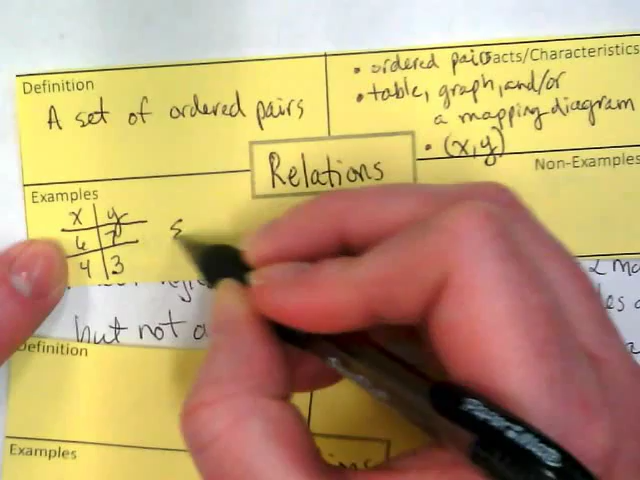 Definition
A set of ordered pairs
Facts/Characteristics
• ordered pairs
• table, graph, and/or
a mapping diagram
• (x,y)
Relations
Examples
x y
6 7
4 3
Non-Examples
but not a
Definition
Examples